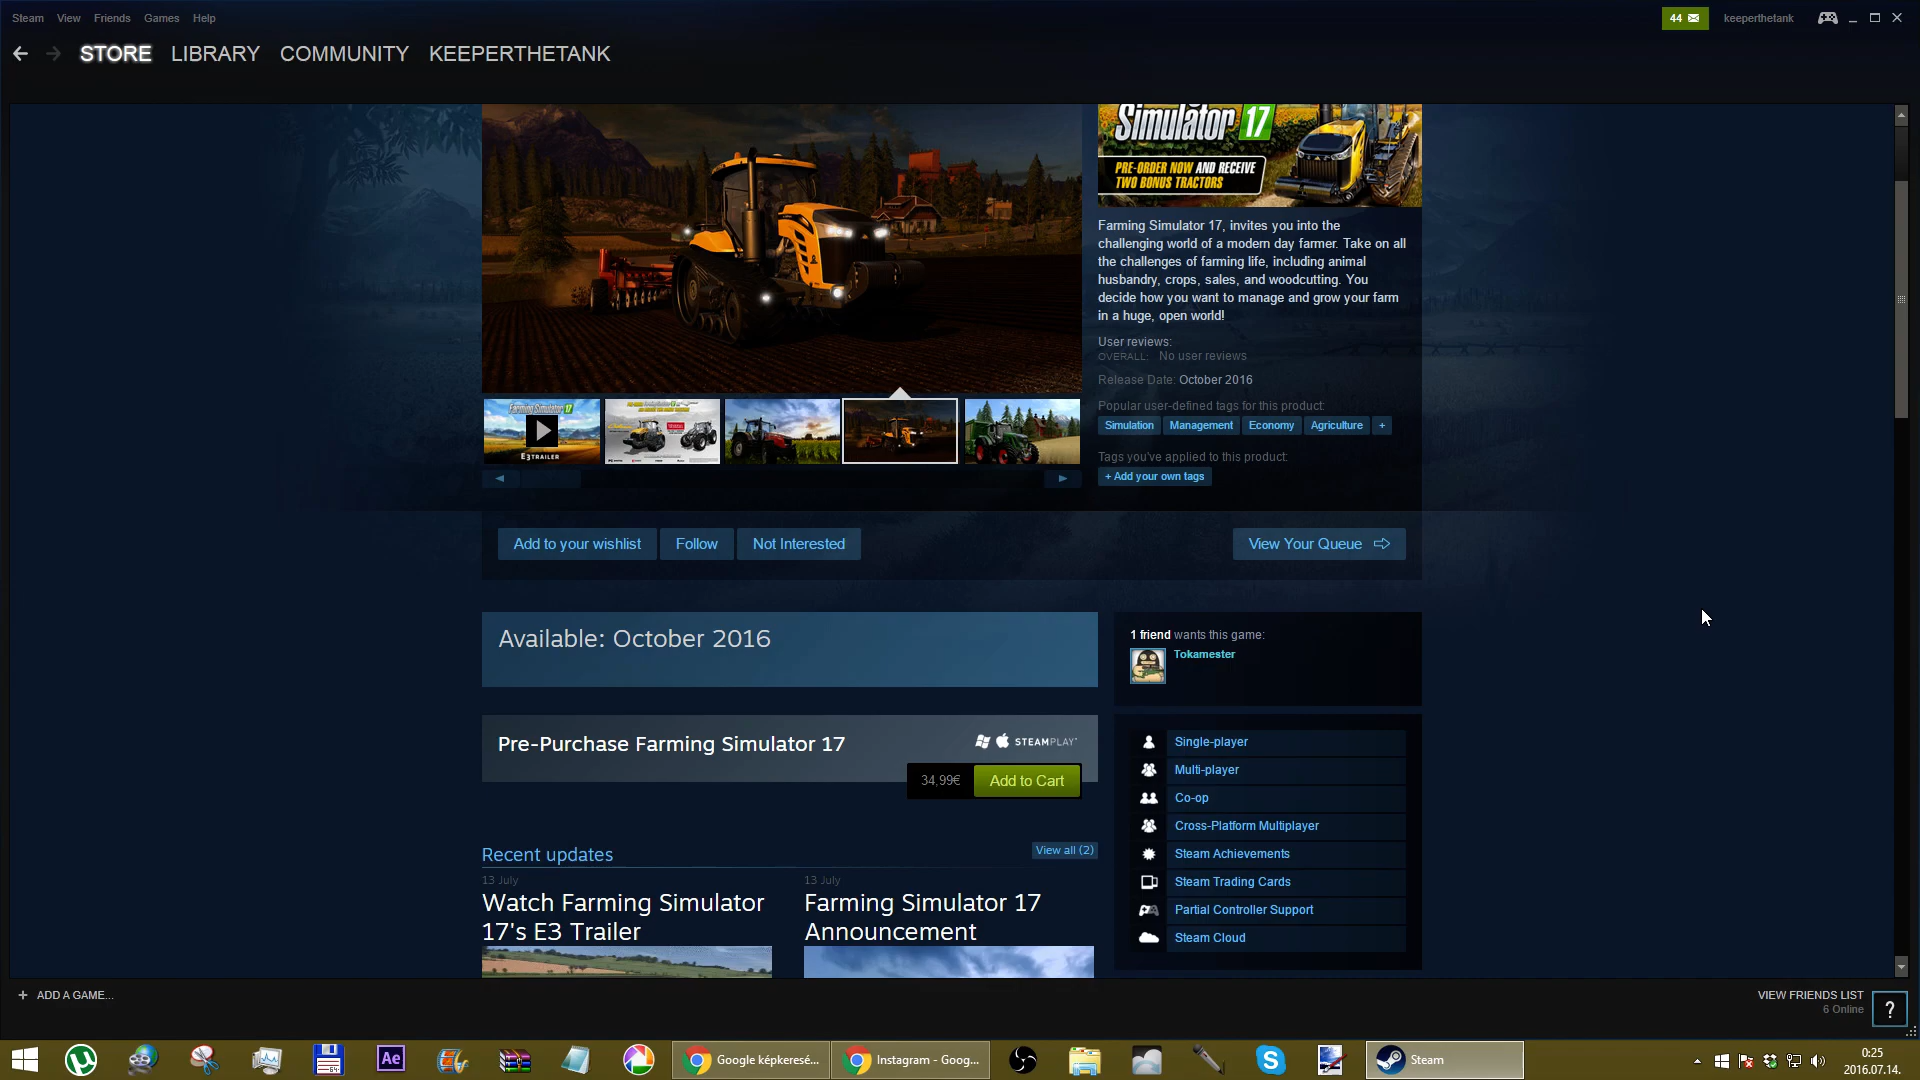 Steam View Friends Games Help
44
keeperthetank
STORE LIBRARY COMMUNITY KEEPERTHETANK
Simulator 17
PRE-ORDER NOW AND RECEIVE
TWO BONUS TRACTORS
Farming Simulator 17, invites you into the
challenging world of a modern day farmer. Take on all
the challenges of farming life, including animal
husbandry, crops, sales, and woodcutting. You
decide how you want to manage and grow your farm
in a huge, open world!
User reviews:
OVERALL: No user reviews
Release Date: October 2016
Popular user-defined tags for this product:
Simulation Management Economy Agriculture +
Tags you've applied to this product:
+ Add your own tags
Farming Simulator 17
E3 TRAILER
Add to your wishlist Follow Not Interested View Your Queue
Available: October 2016
1 friend wants this game:
Tokamester
Pre-Purchase Farming Simulator 17
STEAMPLAY
34,99€ Add to Cart
Single-player
Multi-player
Co-op
Cross-Platform Multiplayer
Steam Achievements
Steam Trading Cards
Partial Controller Support
Steam Cloud
Recent updates View all (2)
13 July
Watch Farming Simulator
17's E3 Trailer
13 July
Farming Simulator 17
Announcement
+ ADD A GAME...
VIEW FRIENDS LIST
6 Online
?
Ae
Google képkeresé...
Instagram - Goog...
Steam
0:25
2016.07.14.